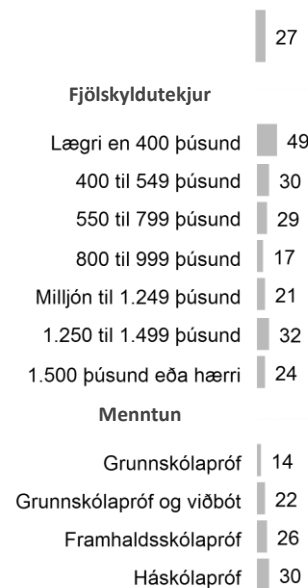 27
Fjölskyldutekjur
Lægri en 400 þúsund 49
400 til 549 þúsund 30
550 til 799 þúsund 29
800 til 999 þúsund 17
Milljón til 1.249 þúsund 21
1.250 til 1.499 þúsund 32
1.500 þúsund eða hærri 24
Menntun
Grunnskólapróf 14
Grunnskólapróf og viðbót 22
Framhaldsskólapróf 26
Háskólapróf 30